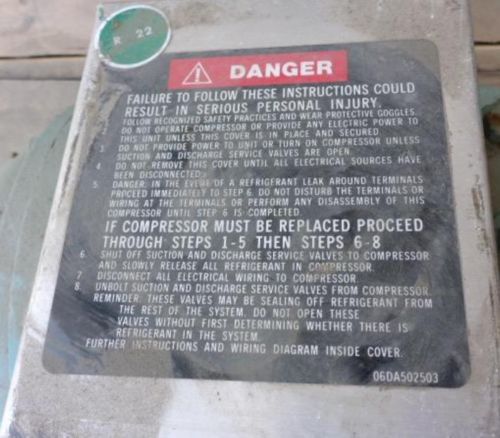 R 22
DANGER
FAILURE TO FOLLOW THESE INSTRUCTIONS COULD
RESULT IN SERIOUS PERSONAL INJURY.
FOLLOW RECOGNIZED SAFETY PRACTICES AND WEAR PROTECTIVE GOGGLES.
DO NOT OPERATE COMPRESSOR OR PROVIDE ANY ELECTRIC POWER TO
THIS UNIT UNLESS THIS COVER IS IN PLACE AND SECURED.
3. DO NOT PROVIDE POWER TO UNIT OR TURN ON COMPRESSOR UNLESS
SUCTION AND DISCHARGE SERVICE VALVES ARE OPEN.
4. DO NOT REMOVE THIS COVER UNTIL ALL ELECTRICAL SOURCES HAVE
BEEN DISCONNECTED.
5. DANGER, IN THE EVENT OF A REFRIGERANT LEAK AROUND TERMINALS
PROCEED IMMEDIATELY TO STEP 6. DO NOT DISTURB THE TERMINALS OR
WIRING AT THE TERMINALS OR PERFORM ANY DISASSEMBLY OF THIS
COMPRESSOR UNTIL STEP 6 IS COMPLETED.
IF COMPRESSOR MUST BE REPLACED PROCEED
THROUGH STEPS 1-5 THEN STEPS 6-8
6. SHUT OFF SUCTION AND DISCHARGE SERVICE VALVES TO COMPRESSOR
AND SLOWLY RELEASE ALL REFRIGERANT IN COMPRESSOR.
7. DISCONNECT ALL ELECTRICAL WIRING TO COMPRESSOR.
8. UNBOLT SUCTION AND DISCHARGE SERVICE VALVES FROM COMPRESSOR.
REMINDER: THESE VALVES MAY BE SEALING OFF REFRIGERANT FROM
THE REST OF THE SYSTEM. DO NOT OPEN THESE
VALVES WITHOUT FIRST DETERMINING WHETHER THERE IS
REFRIGERANT IN THE SYSTEM.
FURTHER INSTRUCTIONS AND WIRING DIAGRAM INSIDE COVER.
06DA502503